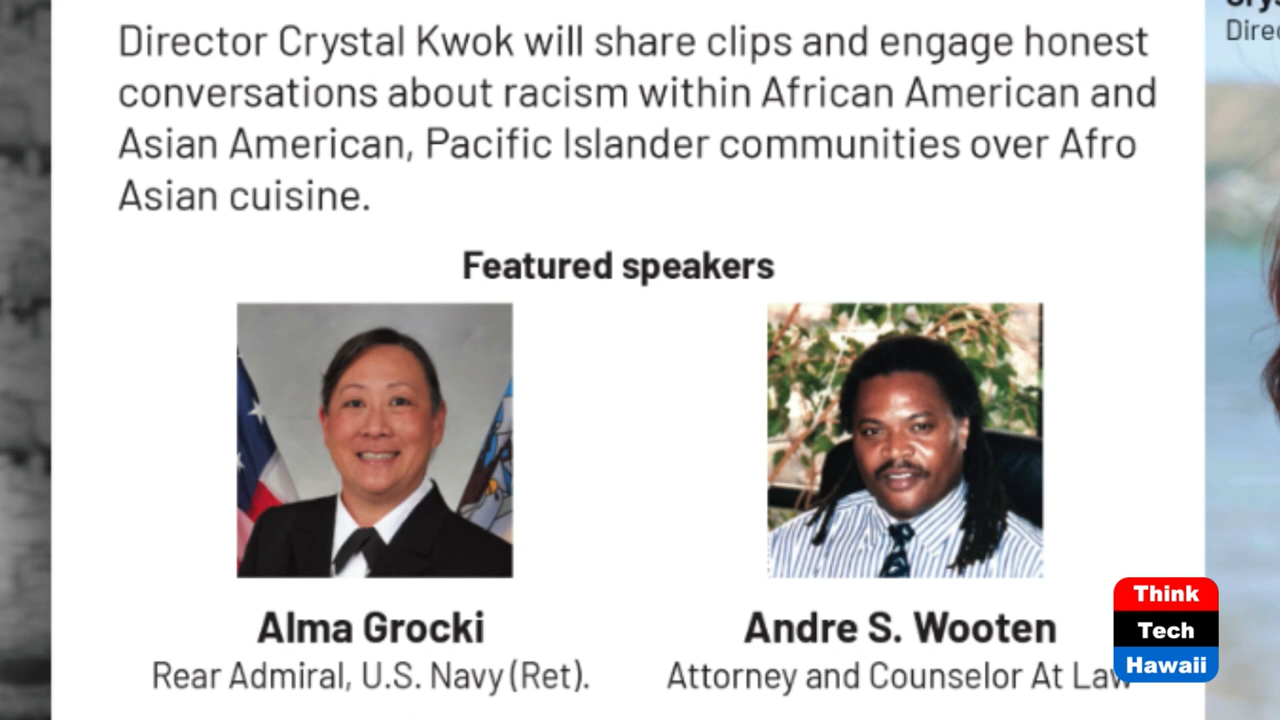 Director Crystal Kwok will share clips and engage honest
conversations about racism within African American and
Asian American, Pacific Islander communities over Afro
Asian cuisine.
Featured speakers
Alma Grocki
Rear Admiral, U.S. Navy (Ret).
Andre S. Wooten
Attorney and Counselor At Law
Think
Tech
Hawaii